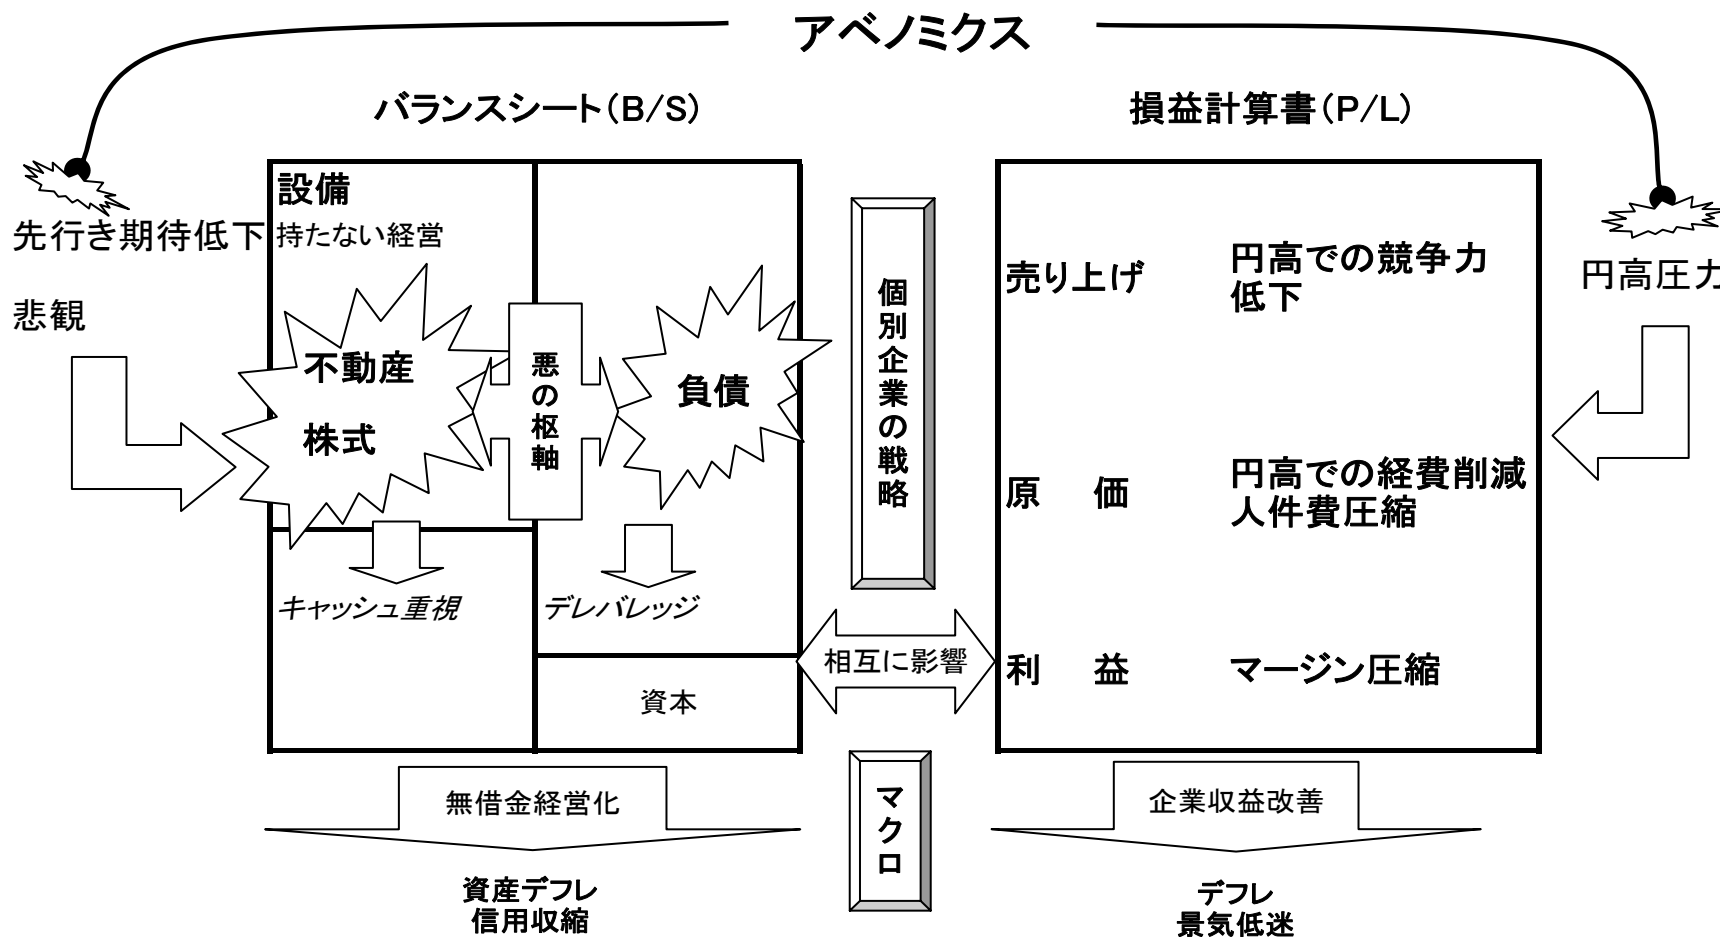 アベノミクス
バランスシート(B/S)
損益計算書(P/L)
先行き期待低下
悲観
設備
持たない経営
不動産
株式
悪の枢軸
負債
キャッシュ重視
デレバレッジ
資本
個別企業の戦略
相互に影響
マクロ
売り上げ
円高での競争力
低下
原　価
円高での経費削減
人件費圧縮
利　益
マージン圧縮
円高圧力
無借金経営化
資産デフレ
信用収縮
企業収益改善
デフレ
景気低迷